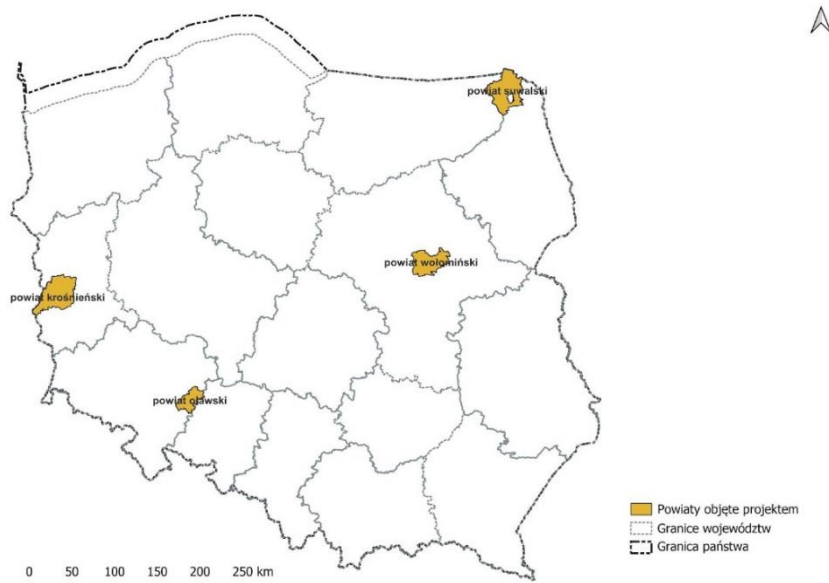 powiat suwalski
powiat wołomiński
powiat krośnieński
powiat oławski
Powiaty objęte projektem
Granice województw
Granica państwa
0 50 100 150 200 250 km